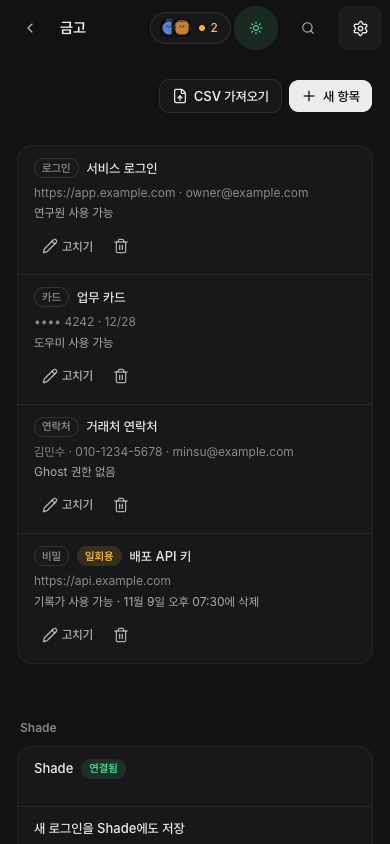 금고
2
CSV 가져오기
새 항목
로그인 서비스 로그인
https://app.example.com · owner@example.com
연구원 사용 가능
고치기
카드 업무 카드
•••• 4242 · 12/28
도우미 사용 가능
고치기
연락처 거래처 연락처
김민수 · 010-1234-5678 · minsu@example.com
Ghost 권한 없음
고치기
비밀 일회용 배포 API 키
https://api.example.com
기록가 사용 가능 · 11월 9일 오후 07:30에 삭제
고치기
Shade
Shade 연결됨
새 로그인을 Shade에도 저장